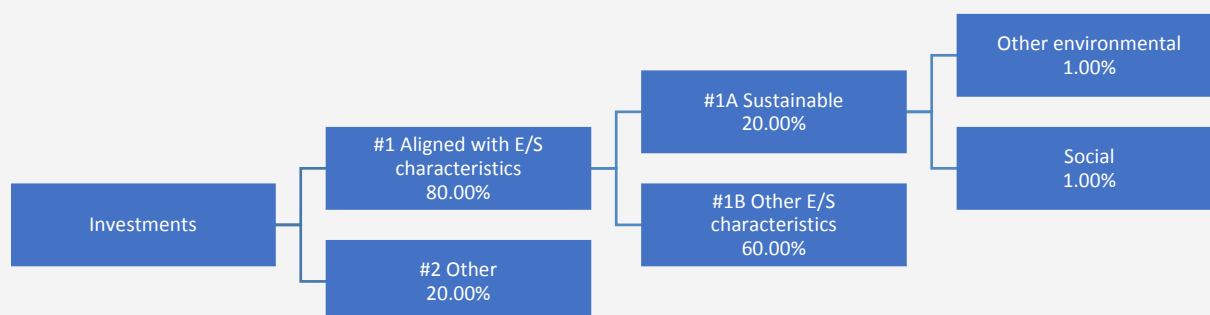 Investments
#1 Aligned with E/S
characteristics
80.00%
#2 Other
20.00%
#1A Sustainable
20.00%
#1B Other E/S
characteristics
60.00%
Other environmental
1.00%
Social
1.00%